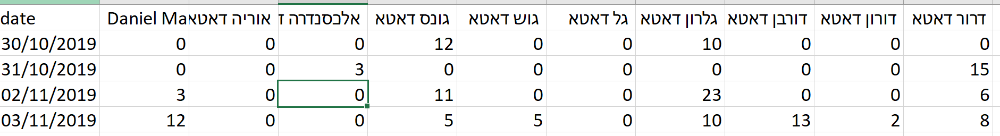 date Daniel Ma אוריה דאטא אלכסנדרה ד גונס דאטא גוש דאטא גל דאטא גלרון דאטא דורבן דאטא דורון דאטא דרור דאטא
30/10/2019 0 0 0 12 0 0 10 0 0 0
31/10/2019 0 0 3 0 0 0 0 0 0 15
02/11/2019 3 0 0 11 0 0 23 0 0 6
03/11/2019 12 0 0 5 5 0 10 13 2 8